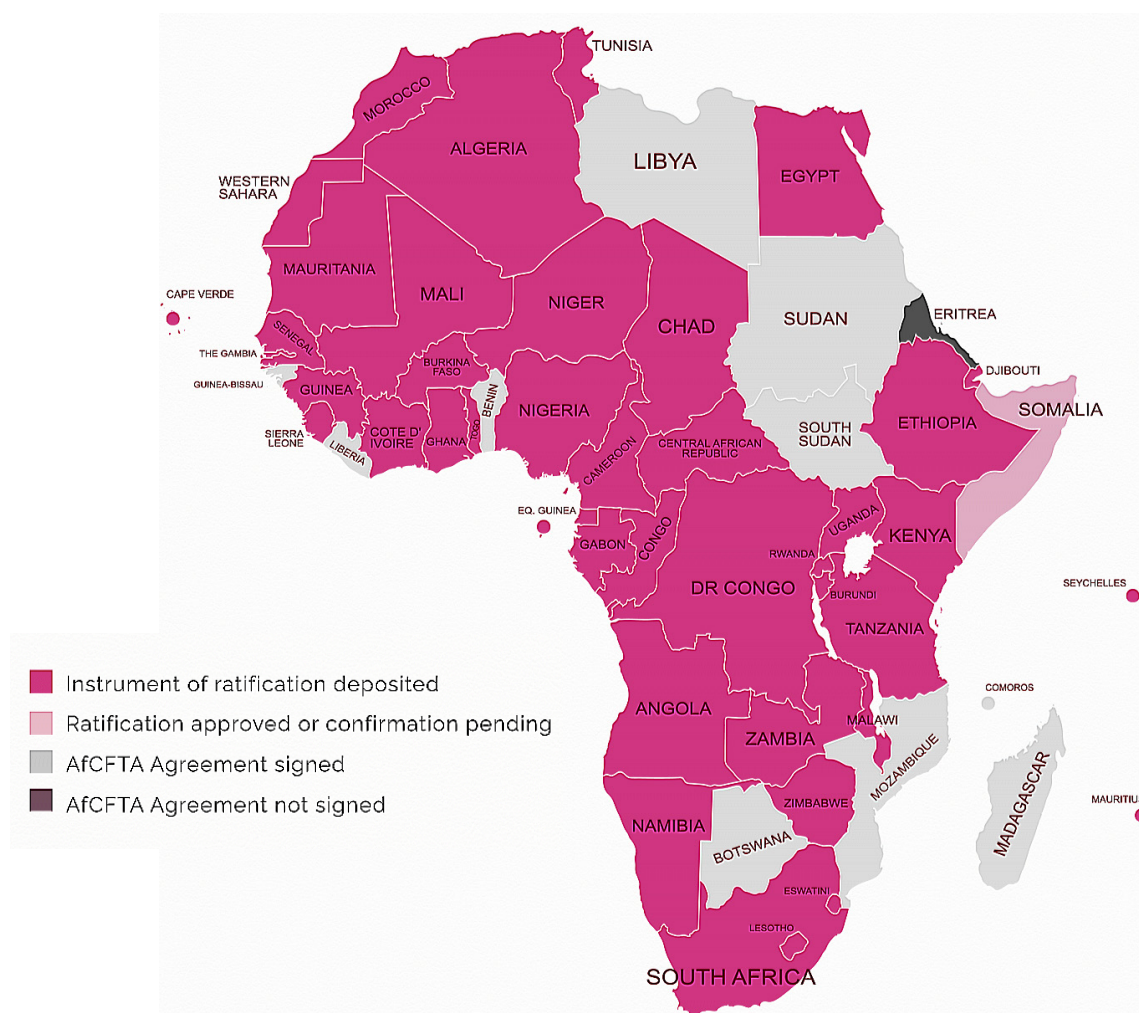 TUNISIA
MOROCCO
ALGERIA
LIBYA
EGYPT
WESTERN
SAHARA
MAURITANIA
MALI
NIGER
CHAD
SUDAN
ERITREA
CAPE VERDE
SENEGAL
THE GAMBIA
GUINEA-BISSAU
GUINEA
BURKINA
FASO
BENIN
NIGERIA
DJIBOUTI
SOMALIA
ETHIOPIA
SOUTH
SUDAN
SIERRA
LEONE
LIBERIA
COTE D'
IVOIRE
GHANA
TOGO
CAMEROON
CENTRAL AFRICAN
REPUBLIC
EQ. GUINEA
GABON
CONGO
UGANDA
KENYA
RWANDA
DR CONGO
BURUNDI
TANZANIA
SEYCHELLES
Instrument of ratification deposited
Ratification approved or confirmation pending
AfCFTA Agreement signed
AfCFTA Agreement not signed
COMOROS
ANGOLA
MALAWI
ZAMBIA
MOZAMBIQUE
MADAGASCAR
MAURITIU
ZIMBABWE
NAMIBIA
BOTSWANA
ESWATINI
LESOTHO
SOUTH AFRICA